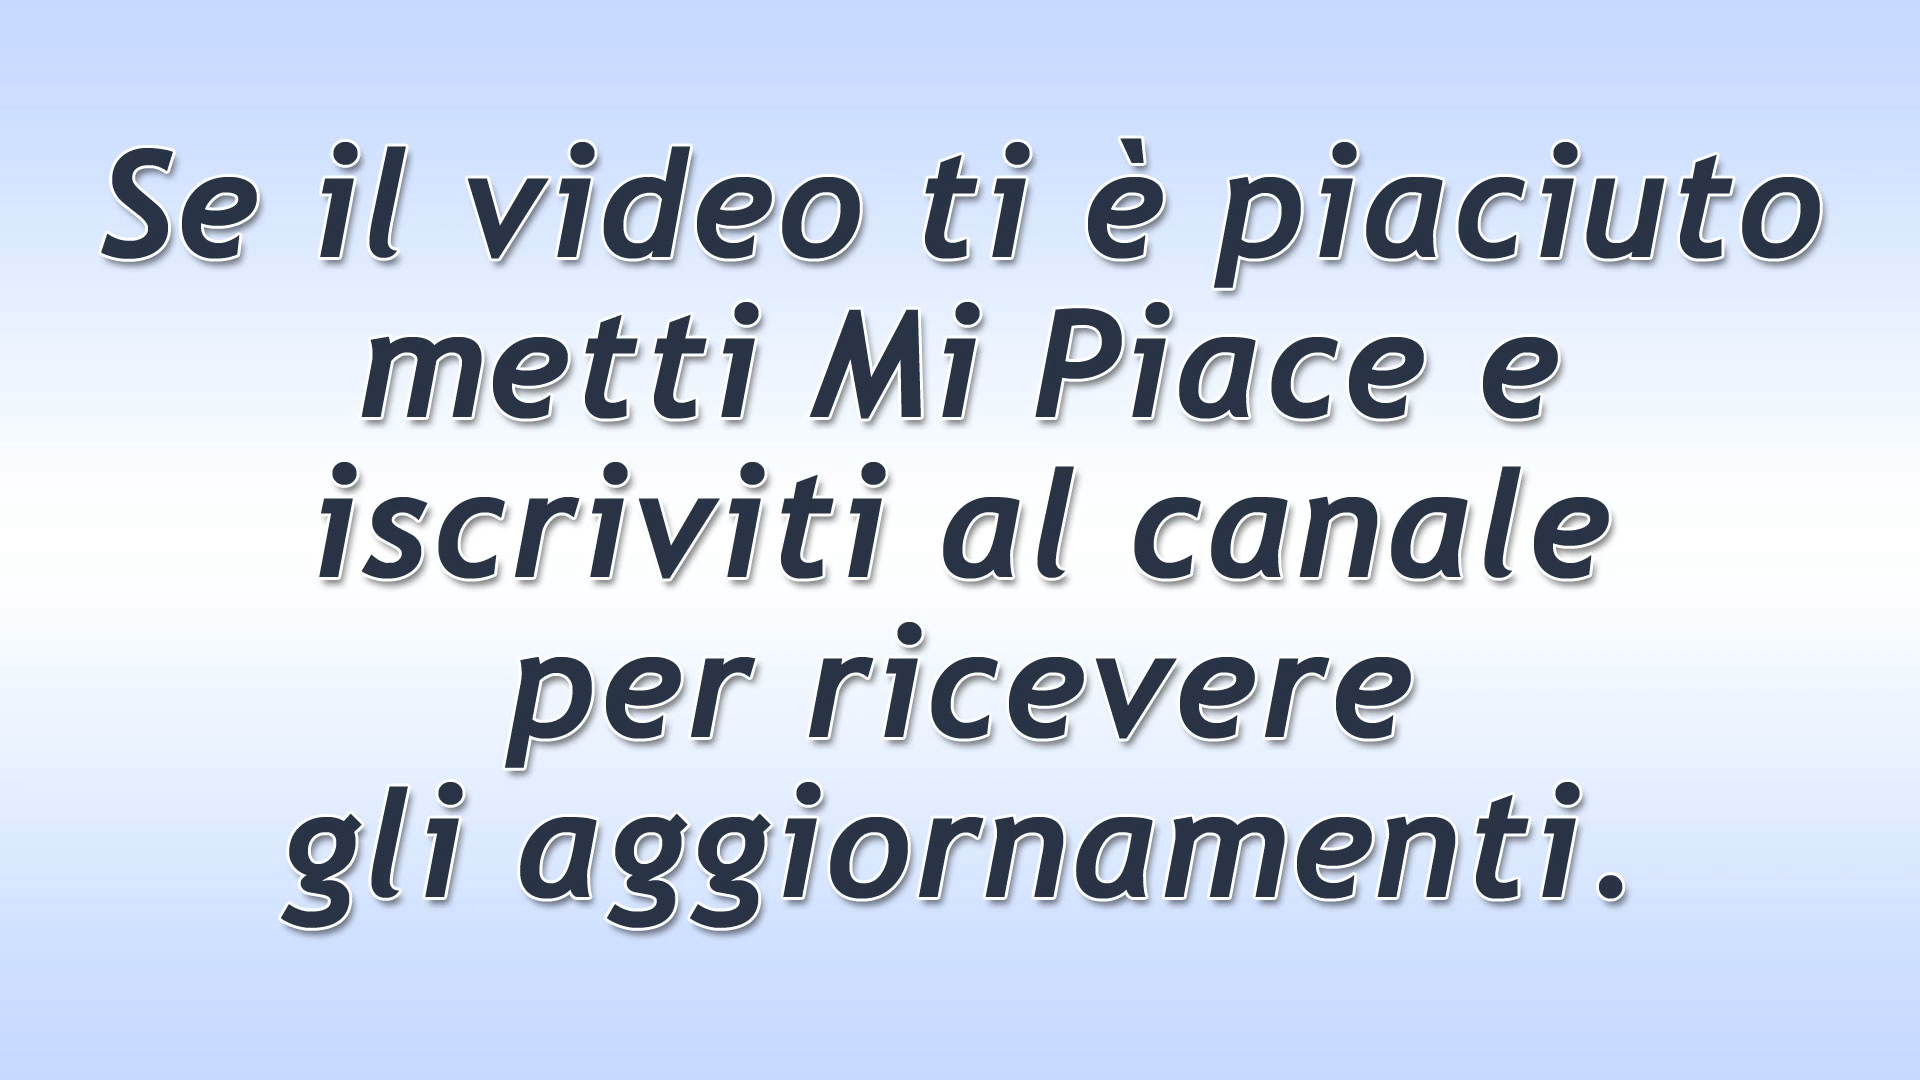 Se il video ti è piaciuto
metti Mi Piace e
iscriviti al canale
per ricevere
gli aggiornamenti.